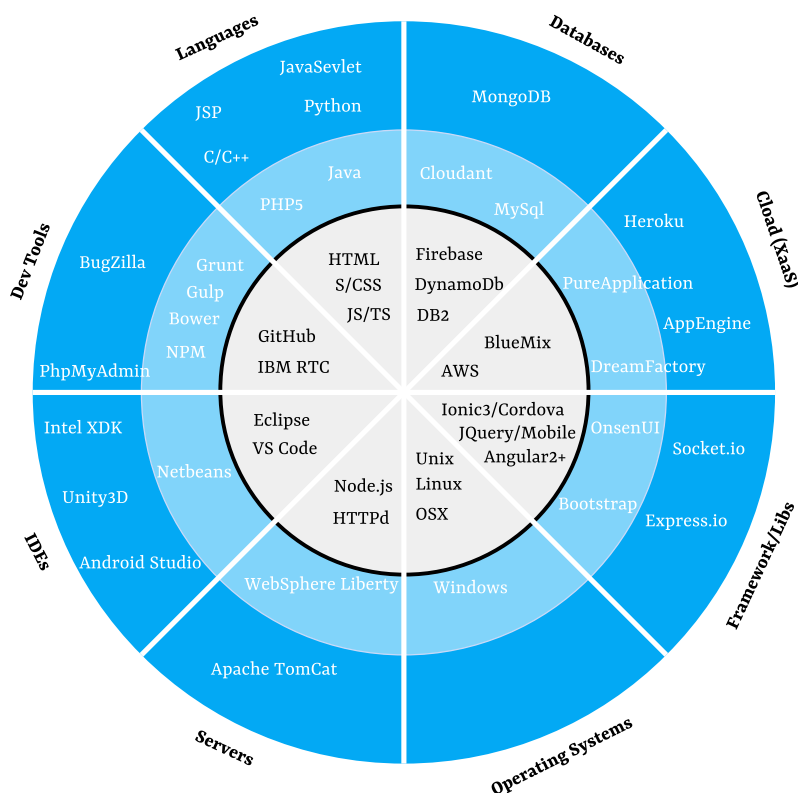 Languages
JavaSevlet
JSP
Python
C/C++
Java
PHP5
HTML
S/CSS
JS/TS
Databases
MongoDB
Cloudant
MySql
Firebase
DynamoDb
DB2
Cload (XaaS)
Heroku
PureApplication
AppEngine
DreamFactory
BlueMix
AWS
Framework/Libs
Ionic3/Cordova
JQuery/Mobile
Angular2+
OnsenUI
Bootstrap
Socket.io
Express.io
Operating Systems
Unix
Linux
OSX
Windows
Servers
Node.js
HTTPd
WebSphere Liberty
Apache TomCat
IDEs
Eclipse
VS Code
Netbeans
Intel XDK
Unity3D
Android Studio
Dev Tools
BugZilla
PhpMyAdmin
Grunt
Gulp
Bower
NPM
GitHub
IBM RTC